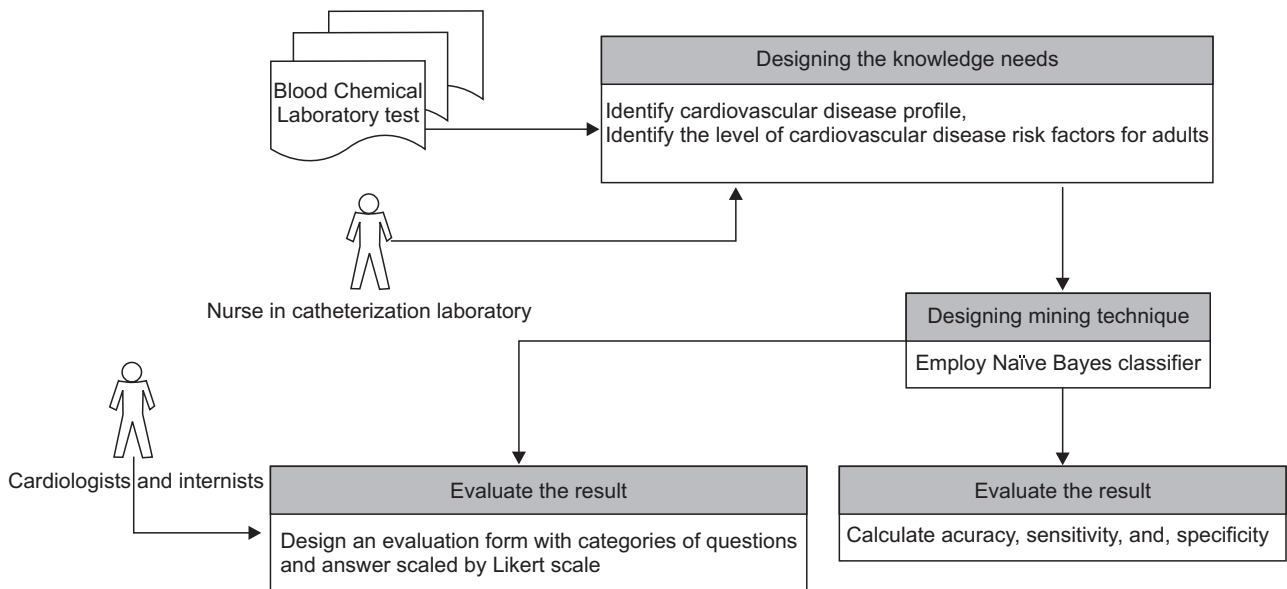 Blood Chemical
Laboratory test
Designing the knowledge needs
Identify cardiovascular disease profile,
Identify the level of cardiovascular disease risk factors for adults
Nurse in catheterization laboratory
Designing mining technique
Employ Naïve Bayes classifier
Cardiologists and internists
Evaluate the result
Design an evaluation form with categories of questions
and answer scaled by Likert scale
Evaluate the result
Calculate acuracy, sensitivity, and, specificity